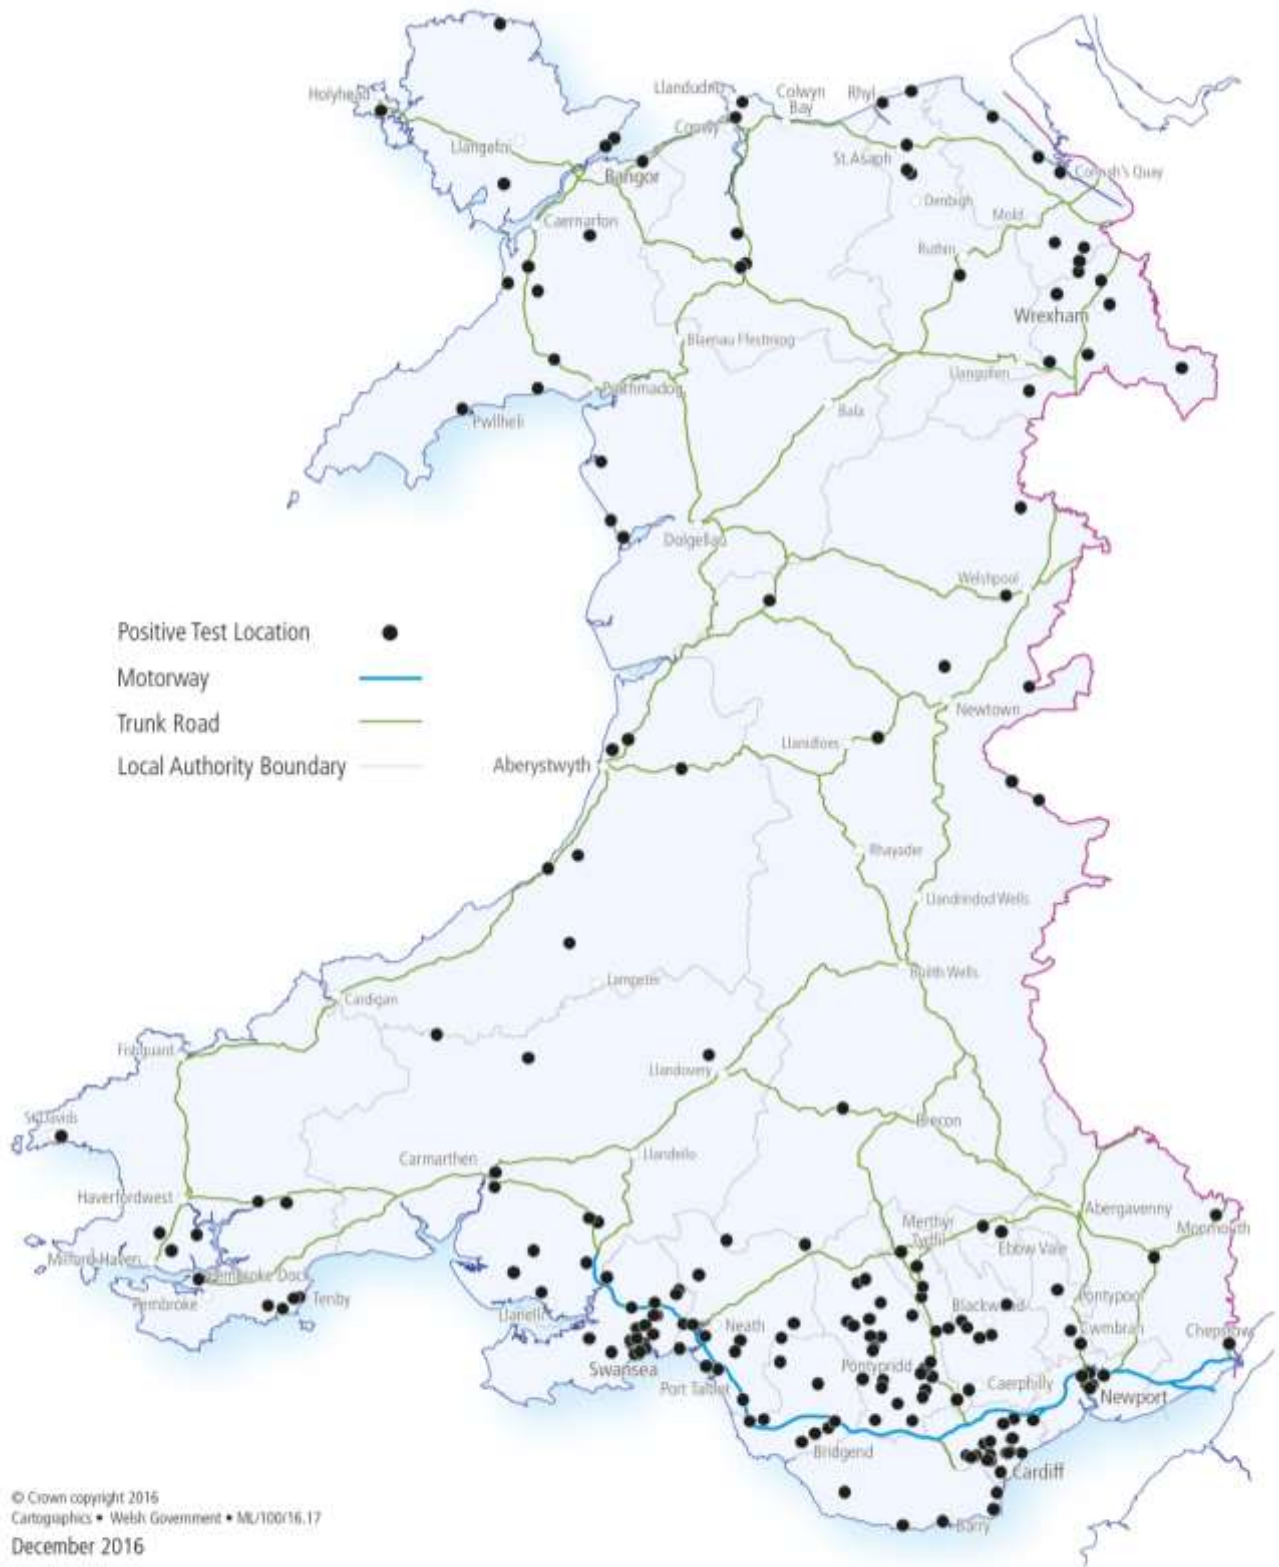 Holyhead
Llandudno
Colwyn
Bay
Rhyl
Conwy
Llangefni
St.Asaph
Connah's Quay
Bangor
Denbigh
Mold
Caernarfon
Ruthin
Wrexham
Blaenau Ffestiniog
Llangollen
Porthmadog
Bala
Pwllheli
Dolgellau
Welshpool
Positive Test Location
Motorway
Trunk Road
Local Authority Boundary
Newtown
Llanidloes
Aberystwyth
Rhayader
Llandrindod Wells
Builth Wells
Lampeter
Cardigan
Fishguard
Llandovery
St.Davids
Brecon
Llandeilo
Carmarthen
Haverfordwest
Abergavenny
Merthyr
Tydfil
Monmouth
Ebbw Vale
Milford Haven
Pembroke Dock
Pembroke
Tenby
Blackwood
Pontypool
Llanelli
Neath
Cwmbran
Chepstow
Swansea
Pontypridd
Port Talbot
Caerphilly
Newport
Bridgend
Cardiff
Barry
© Crown copyright 2016
Cartographics • Welsh Government • ML/100/16.17
December 2016